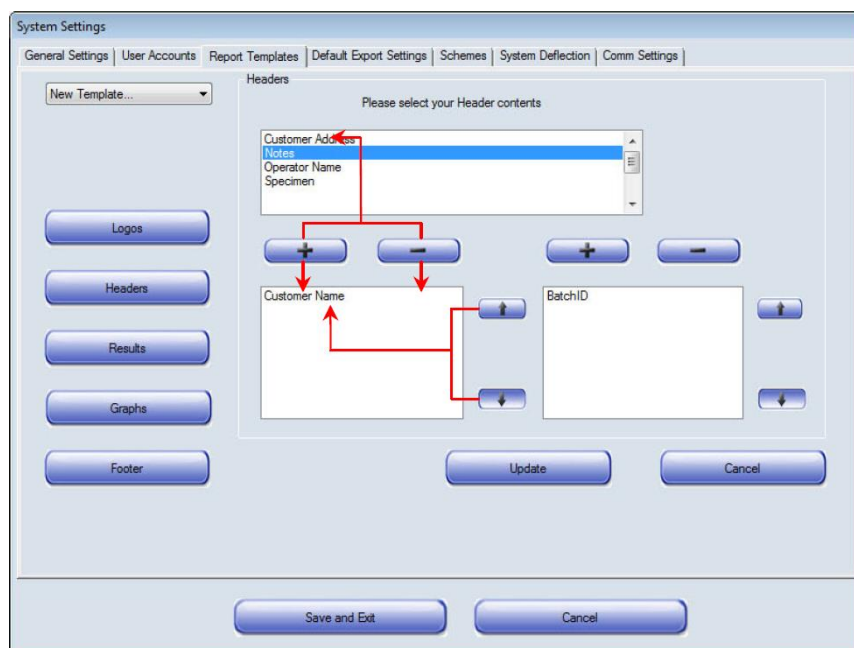 System Settings
General Settings User Accounts Report Templates Default Export Settings Schemes System Deflection Comm Settings
New Template...
Headers
Please select your Header contents
Customer Address
Notes
Operator Name
Specimen
Logos
Headers
Customer Name
BatchID
Results
Graphs
Footer
Update
Cancel
Save and Exit
Cancel